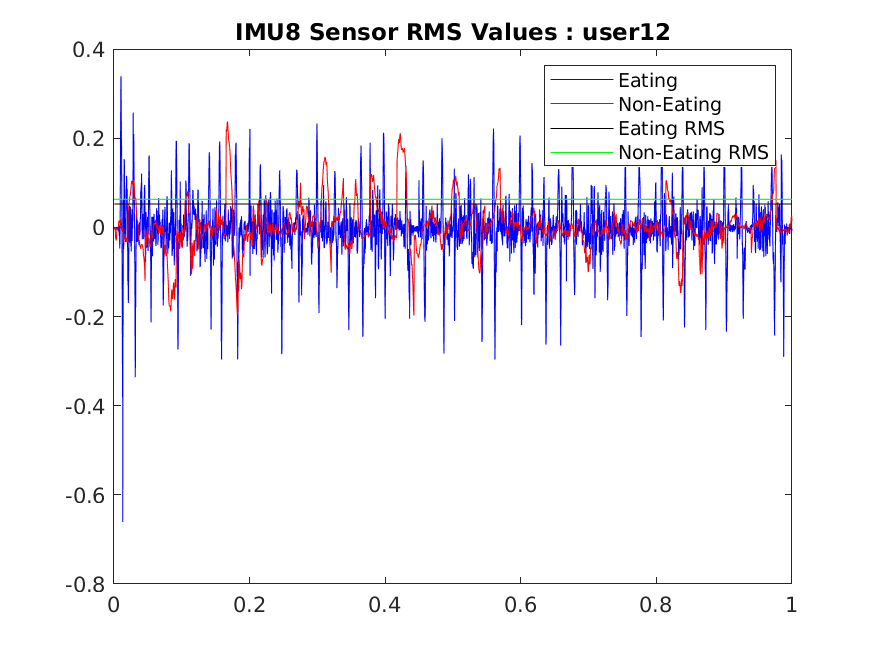 IMU8 Sensor RMS Values : user12
Eating
Non-Eating
Eating RMS
Non-Eating RMS
0.4
0.2
0
-0.2
-0.4
-0.6
-0.8
0 0.2 0.4 0.6 0.8 1